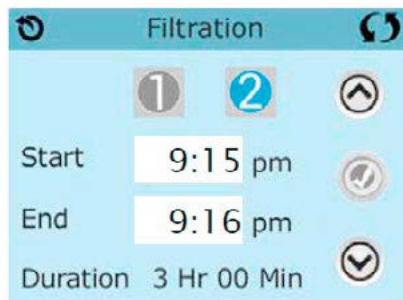 Filtration
1 2
Start 9:15 pm
End 9:16 pm
Duration 3 Hr 00 Min